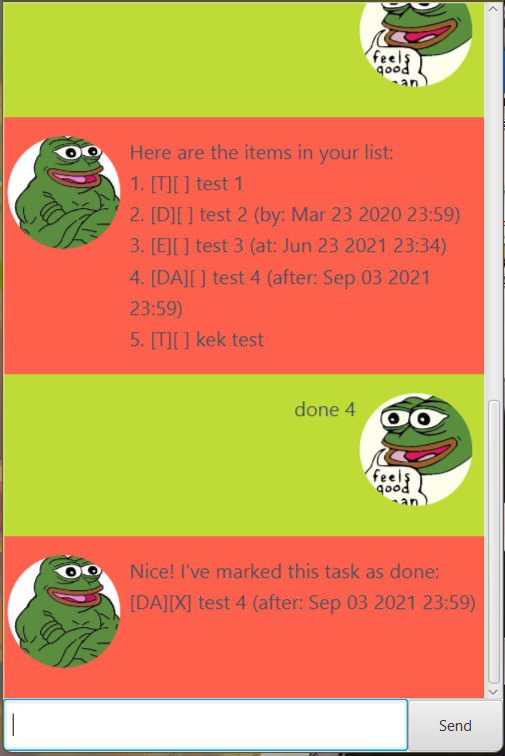 feels
good
an
Here are the items in your list:
1. [T][ ] test 1
2. [D][ ] test 2 (by: Mar 23 2020 23:59)
3. [E][ ] test 3 (at: Jun 23 2021 23:34)
4. [DA][ ] test 4 (after: Sep 03 2021
23:59)
5. [T][ ] kek test
done 4
feels
good
an
Nice! I've marked this task as done:
[DA][X] test 4 (after: Sep 03 2021 23:59)
Send